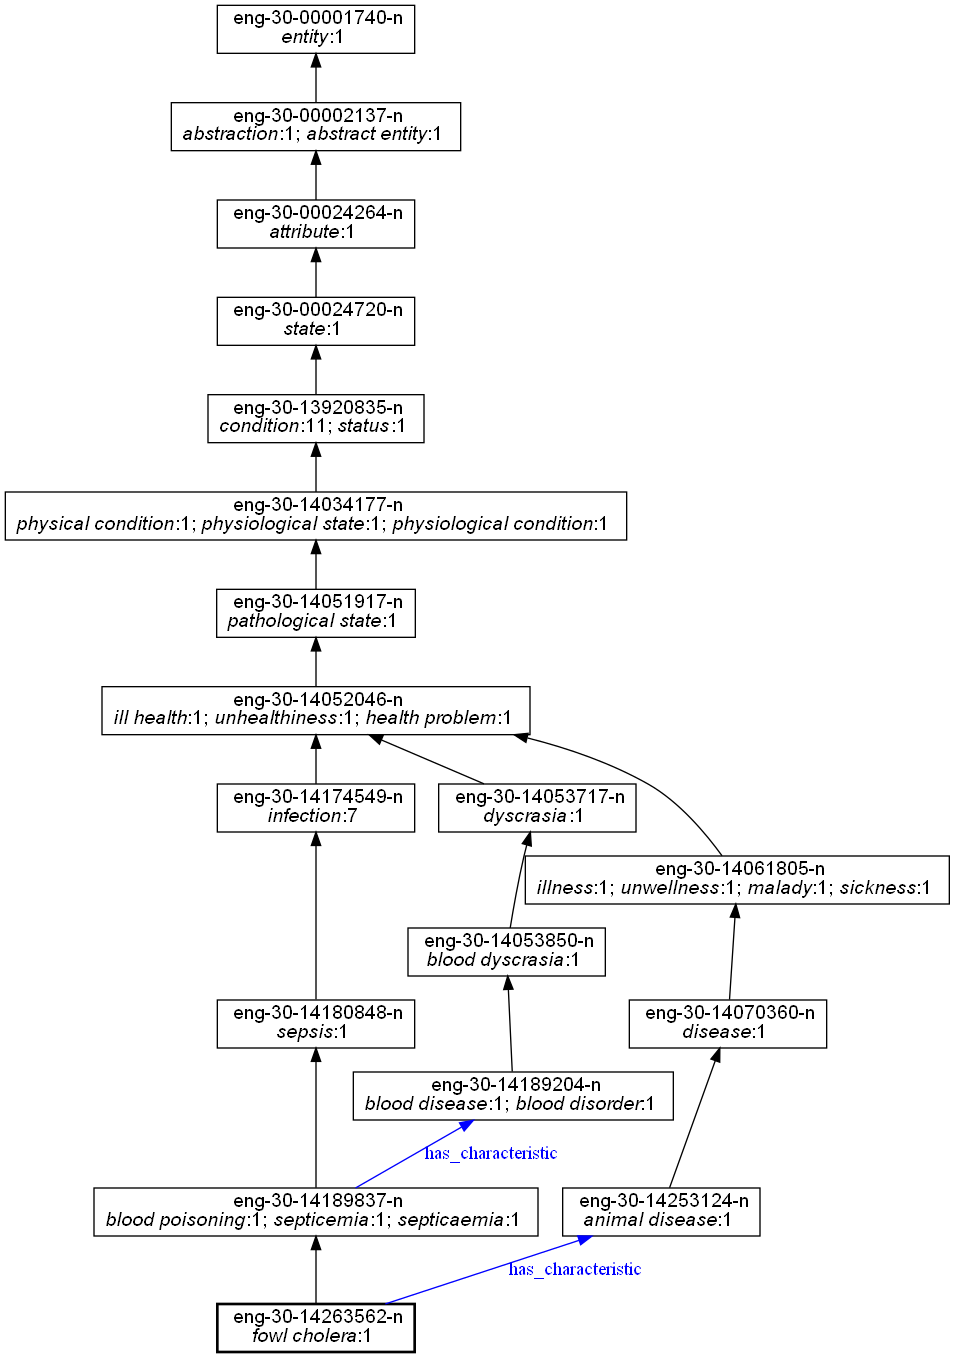 eng-30-00001740-n
entity:1
eng-30-00002137-n
abstraction:1; abstract entity:1
eng-30-00024264-n
attribute:1
eng-30-00024720-n
state:1
eng-30-13920835-n
condition:11; status:1
eng-30-14034177-n
physical condition:1; physiological state:1; physiological condition:1
eng-30-14051917-n
pathological state:1
eng-30-14052046-n
ill health:1; unhealthiness:1; health problem:1
eng-30-14174549-n
infection:7
eng-30-14053717-n
dyscrasia:1
eng-30-14061805-n
illness:1; unwellness:1; malady:1; sickness:1
eng-30-14053850-n
blood dyscrasia:1
eng-30-14180848-n
sepsis:1
eng-30-14070360-n
disease:1
eng-30-14189204-n
blood disease:1; blood disorder:1
has_characteristic
eng-30-14189837-n
blood poisoning:1; septicemia:1; septicaemia:1
eng-30-14253124-n
animal disease:1
has_characteristic
eng-30-14263562-n
fowl cholera:1